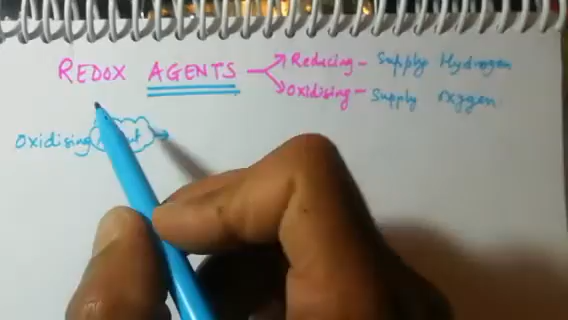 REDOX AGENTS
Reducing - Supply Hydrogen
Oxidising - Supply oxygen
Oxidising